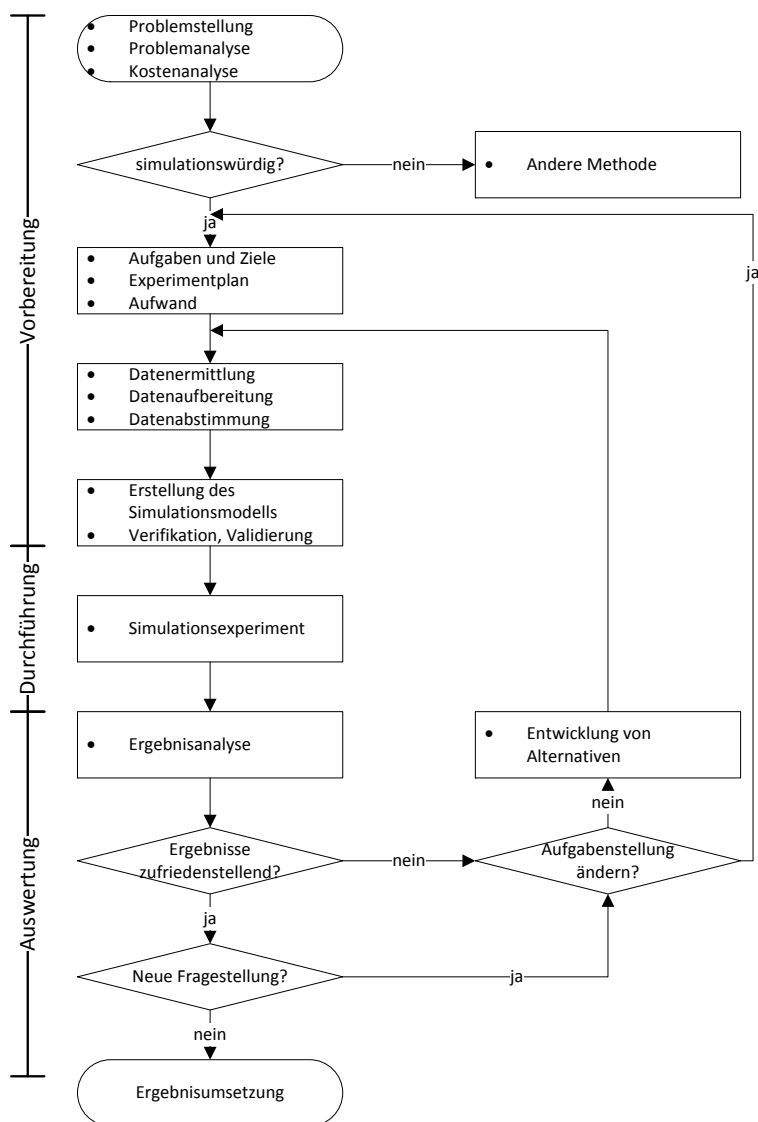 • Problemstellung
• Problemanalyse
• Kostenanalyse
simulationswürdig?
nein
• Andere Methode
ja
ja
• Aufgaben und Ziele
• Experimentplan
• Aufwand
Vorbereitung
• Datenermittlung
• Datenaufbereitung
• Datenabstimmung
• Erstellung des
Simulationsmodells
• Verifikation, Validierung
Durchführung
• Simulationsexperiment
Auswertung
• Ergebnisanalyse
• Entwicklung von
Alternativen
nein
Ergebnisse
zufriedenstellend?
nein
Aufgabenstellung
ändern?
ja
Neue Fragestellung?
ja
nein
Ergebnisumsetzung